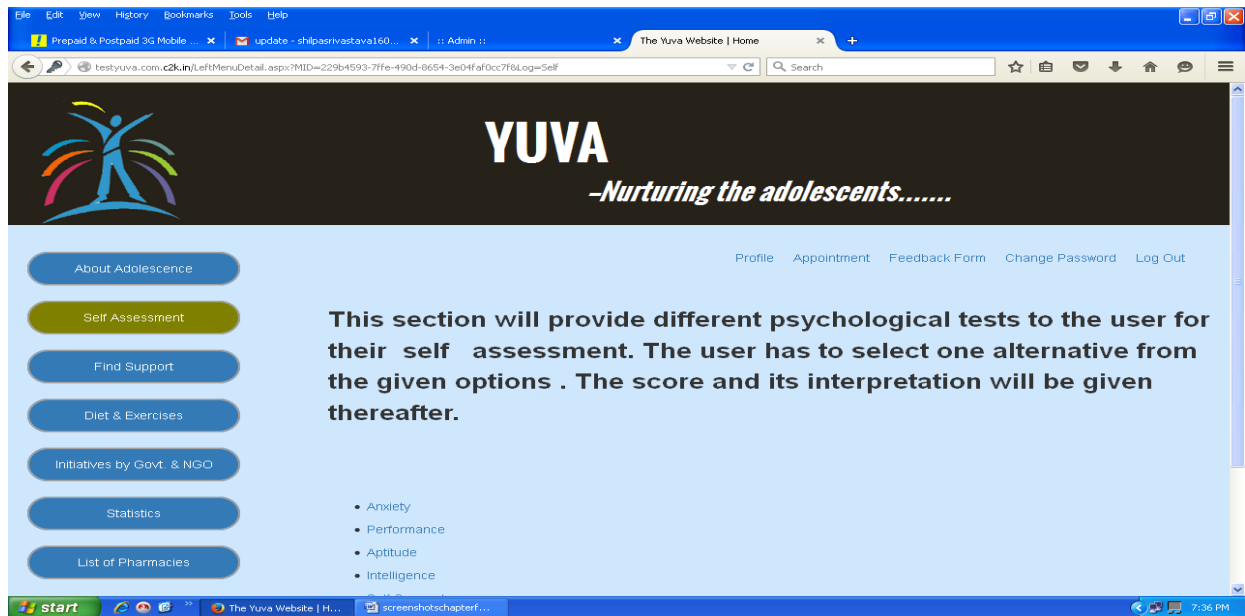 File Edit View History Bookmarks Tools Help
Prepaid & Postpaid 3G Mobile ... update - shilpasrivastava160... :: Admin :: The Yuva Website | Home
testyuva.com.c2k.in/LeftMenuDetail.aspx?MID=229b4593-7ffe-490d-8654-3e04faf0cc7f&Log=Self Search
YUVA
-Nurturing the adolescents.......
Profile Appointment Feedback Form Change Password Log Out
About Adolescence
Self Assessment
Find Support
Diet & Exercises
Initiatives by Govt. & NGO
Statistics
List of Pharmacies
This section will provide different psychological tests to the user for
their self assessment. The user has to select one alternative from
the given options . The score and its interpretation will be given
thereafter.
Anxiety
Performance
Aptitude
Intelligence
start The Yuva Website | H... screenshotschapterf... 7:36 PM